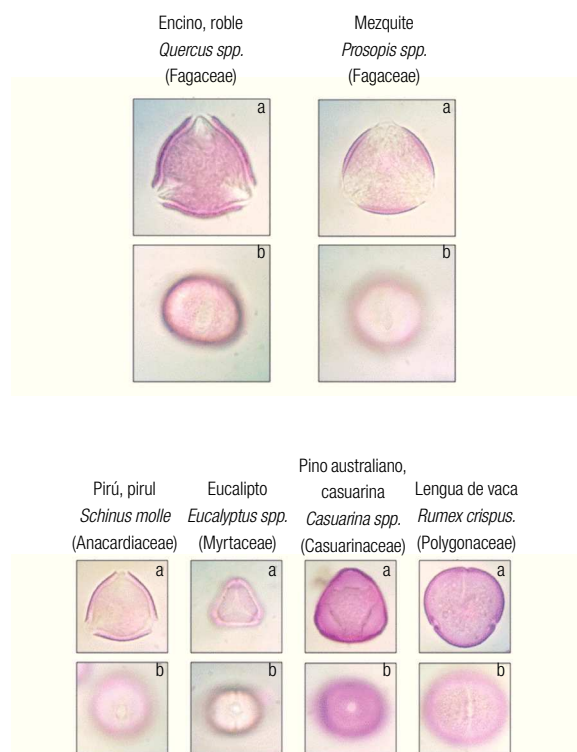 Encino, roble
Quercus spp.
(Fagaceae)
Mezquite
Prosopis spp.
(Fagaceae)
a
a
b
b
Pirú, pirul
Schinus molle
(Anacardiaceae)
Eucalipto
Eucalyptus spp.
(Myrtaceae)
Pino australiano,
casuarina
Casuarina spp.
(Casuarinaceae)
Lengua de vaca
Rumex crispus.
(Polygonaceae)
a
a
a
a
b
b
b
b